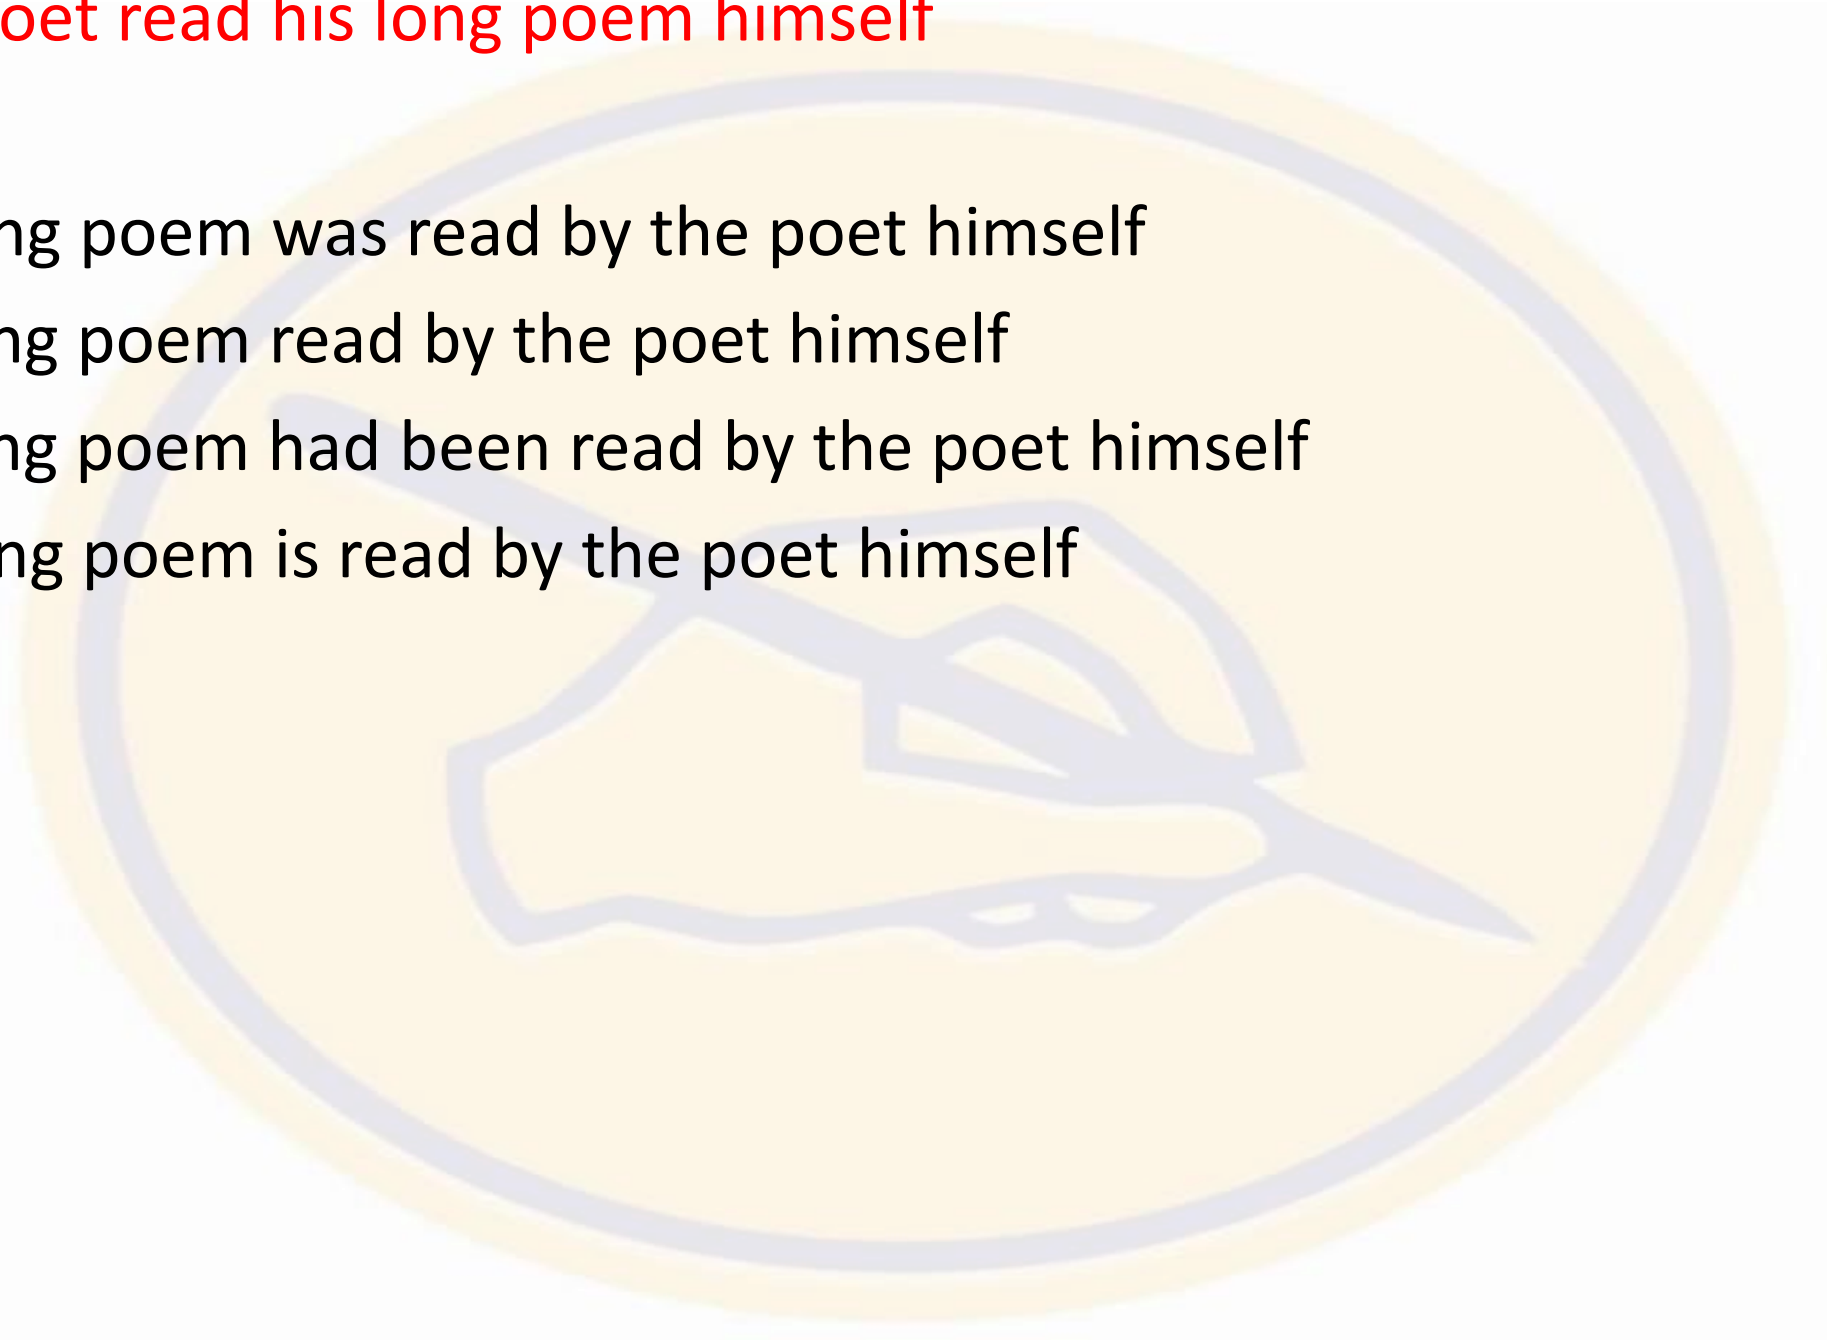 oet read his long poem himself
ng poem was read by the poet himself
ng poem read by the poet himself
ng poem had been read by the poet himself
ng poem is read by the poet himself